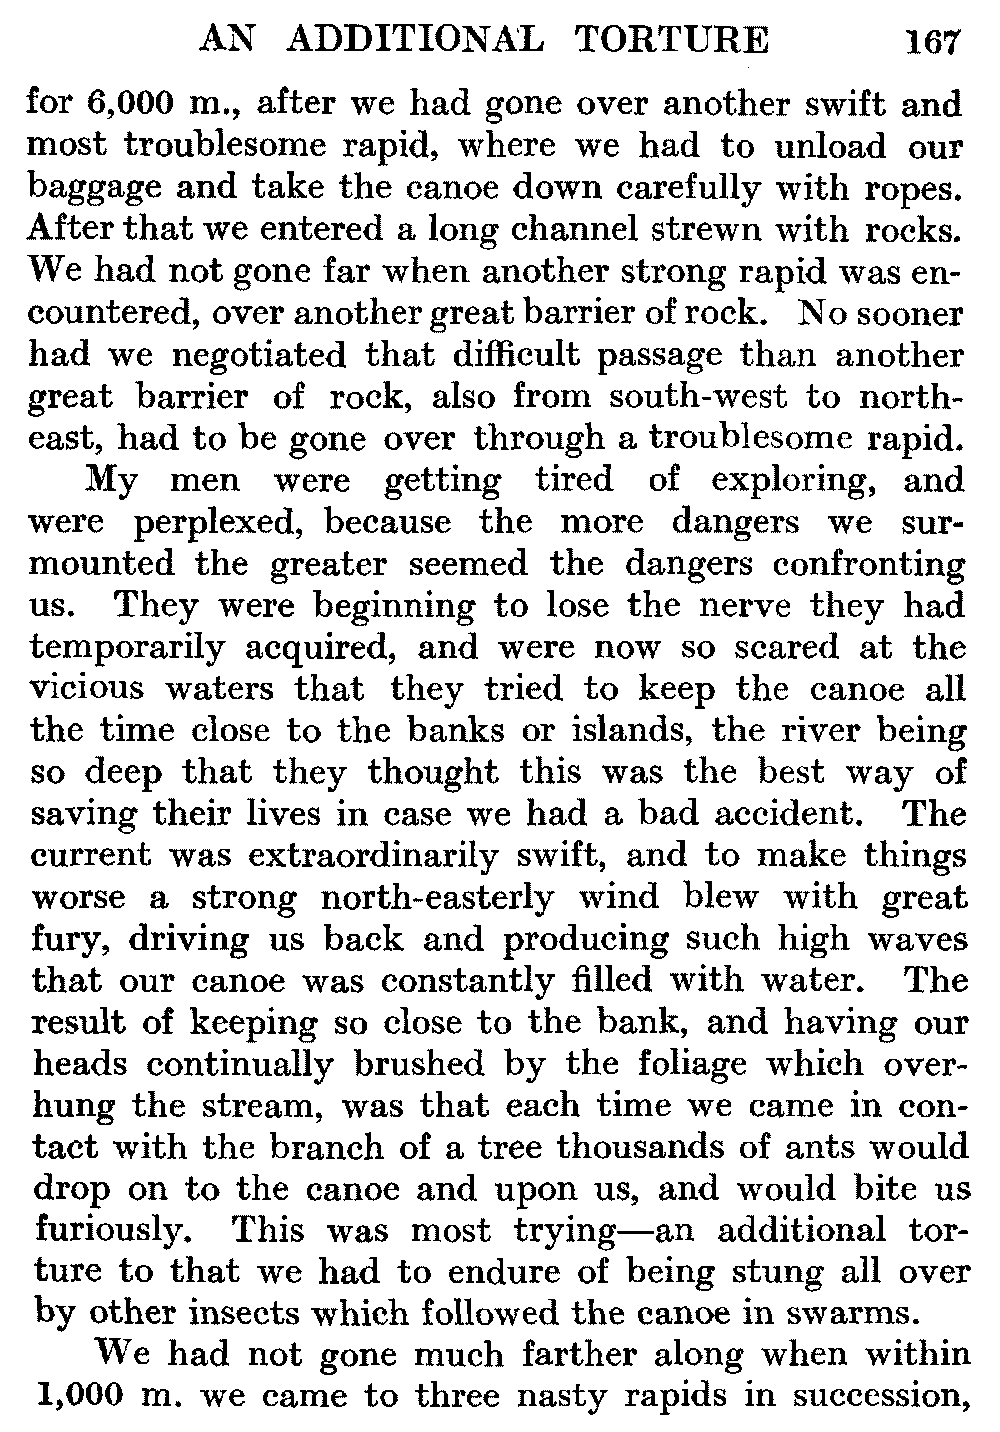 AN ADDITIONAL TORTURE 167
for 6,000 m., after we had gone over another swift and
most troublesome rapid, where we had to unload our
baggage and take the canoe down carefully with ropes.
After that we entered a long channel strewn with rocks.
We had not gone far when another strong rapid was en-
countered, over another great barrier of rock. No sooner
had we negotiated that difficult passage than another
great barrier of rock, also from south-west to north-
east, had to be gone over through a troublesome rapid.
My men were getting tired of exploring, and
were perplexed, because the more dangers we sur-
mounted the greater seemed the dangers confronting
us. They were beginning to lose the nerve they had
temporarily acquired, and were now so scared at the
vicious waters that they tried to keep the canoe all
the time close to the banks or islands, the river being
so deep that they thought this was the best way of
saving their lives in case we had a bad accident. The
current was extraordinarily swift, and to make things
worse a strong north-easterly wind blew with great
fury, driving us back and producing such high waves
that our canoe was constantly filled with water. The
result of keeping so close to the bank, and having our
heads continually brushed by the foliage which over-
hung the stream, was that each time we came in con-
tact with the branch of a tree thousands of ants would
drop on to the canoe and upon us, and would bite us
furiously. This was most trying—an additional tor-
ture to that we had to endure of being stung all over
by other insects which followed the canoe in swarms.
We had not gone much farther along when within
1,000 m. we came to three nasty rapids in succession,